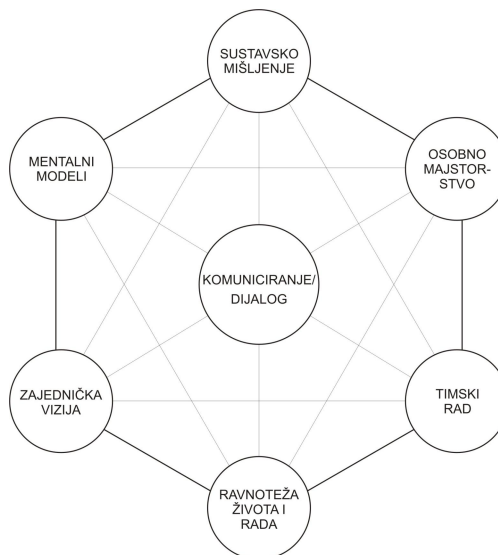 SUSTAVSKO
MIŠLJENJE
MENTALNI
MODELI
OSOBNO
MAJSTOR-
STVO
KOMUNICIRANJE/
DIJALOG
ZAJEDNIČKA
VIZIJA
TIMSKI
RAD
RAVNOTEŽA
ŽIVOTA I
RADA